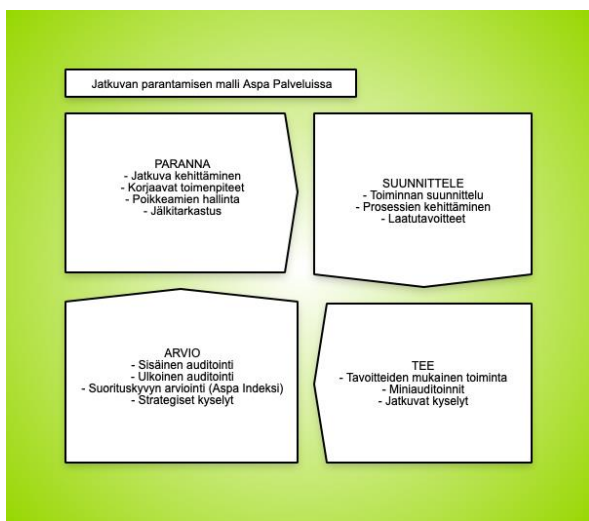 Jatkuvan parantamisen malli Aspa Palveluissa
PARANNA
- Jatkuva kehittäminen
- Korjaavat toimenpiteet
- Poikkeamien hallinta
- Jälkitarkastus
SUUNNITTELE
- Toiminnan suunnittelu
- Prosessien kehittäminen
- Laatutavoitteet
ARVIO
- Sisäinen auditointi
- Ulkoinen auditointi
- Suorituskyvyn arviointi (Aspa Indeksi)
- Strategiset kyselyt
TEE
- Tavoitteiden mukainen toiminta
- Miniauditoinnit
- Jatkuvat kyselyt